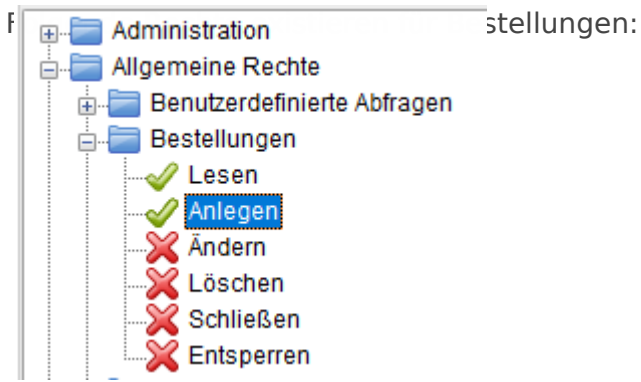 stellungen:
Administration
Allgemeine Rechte
Benutzerdefinierte Abfragen
Bestellungen
Lesen
Anlegen
Ändern
Löschen
Schließen
Entsperren